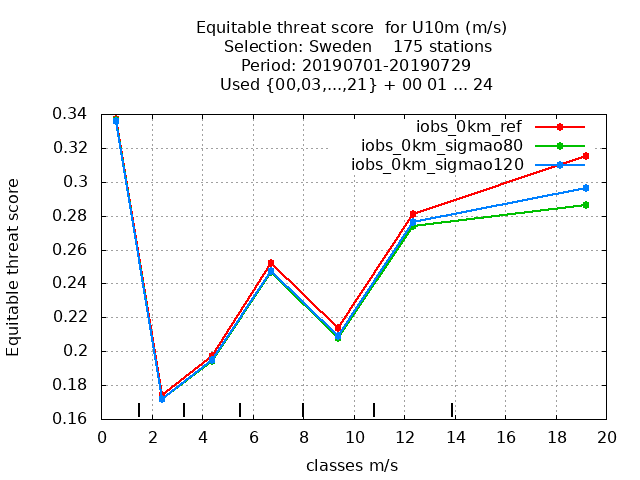 Equitable threat score  for U10m (m/s)
Selection: Sweden    175 stations
Period: 20190701-20190729
Used {00,03,...,21} + 00 01 ... 24
iobs_0km_ref
iobs_0km_sigmao80
iobs_0km_sigmao120
Equitable threat score
0.34
0.32
0.3
0.28
0.26
0.24
0.22
0.2
0.18
0.16
0 2 4 6 8 10 12 14 16 18 20
classes m/s